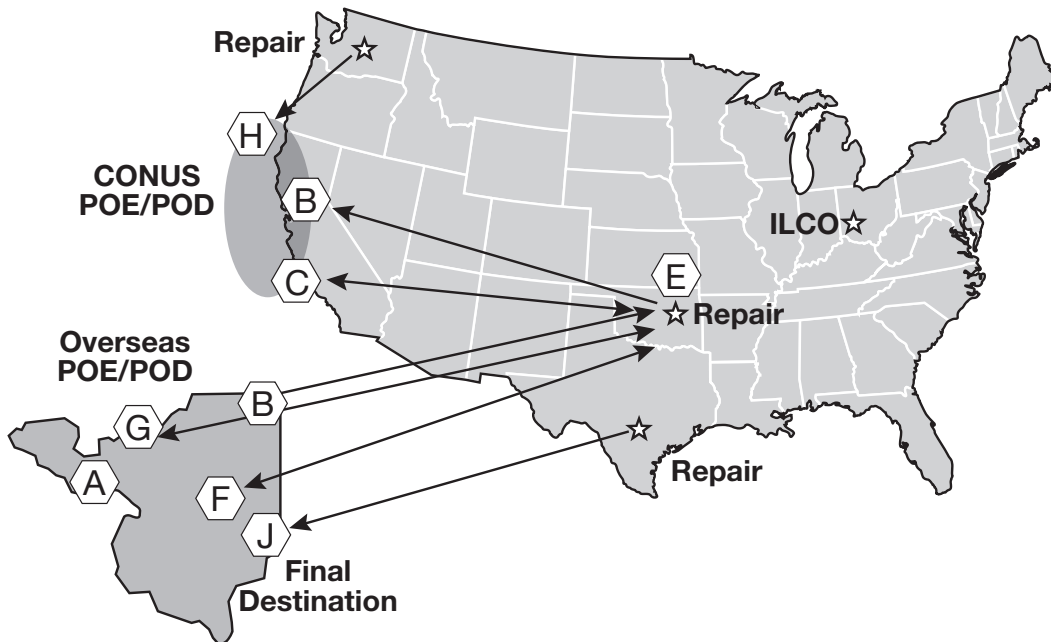 Repair
H
CONUS
POE/POD
B
ILCO
E
C
Repair
Overseas
POE/POD
B
G
Repair
A
F
J
Final
Destination